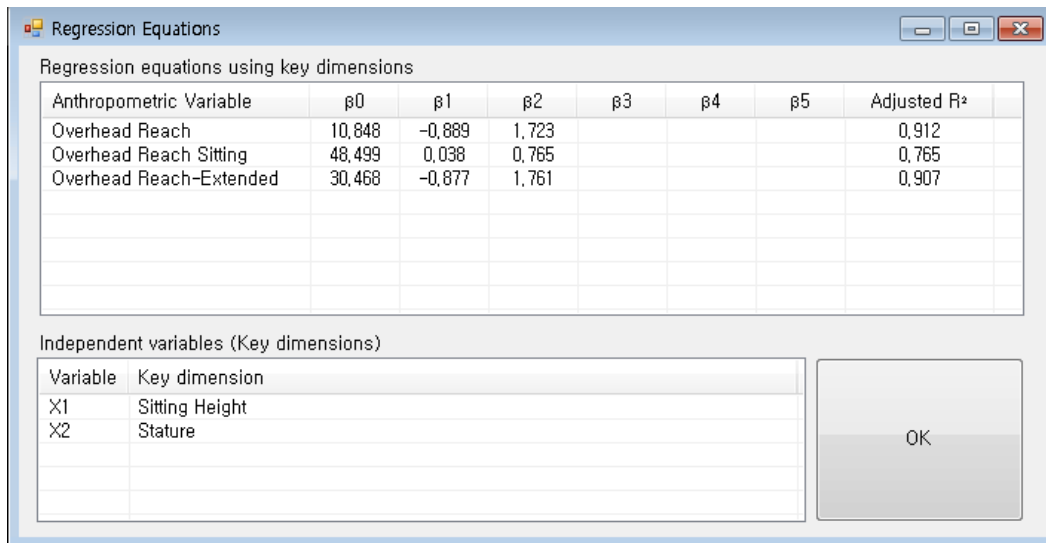 Regression Equations
Regression equations using key dimensions
Anthropometric Variable β0 β1 β2 β3 β4 β5 Adjusted R²
Overhead Reach 10,848 -0,889 1,723 0,912
Overhead Reach Sitting 48,499 0,038 0,765 0,765
Overhead Reach-Extended 30,468 -0,877 1,761 0,907
Independent variables (Key dimensions)
Variable Key dimension
X1 Sitting Height
X2 Stature
OK